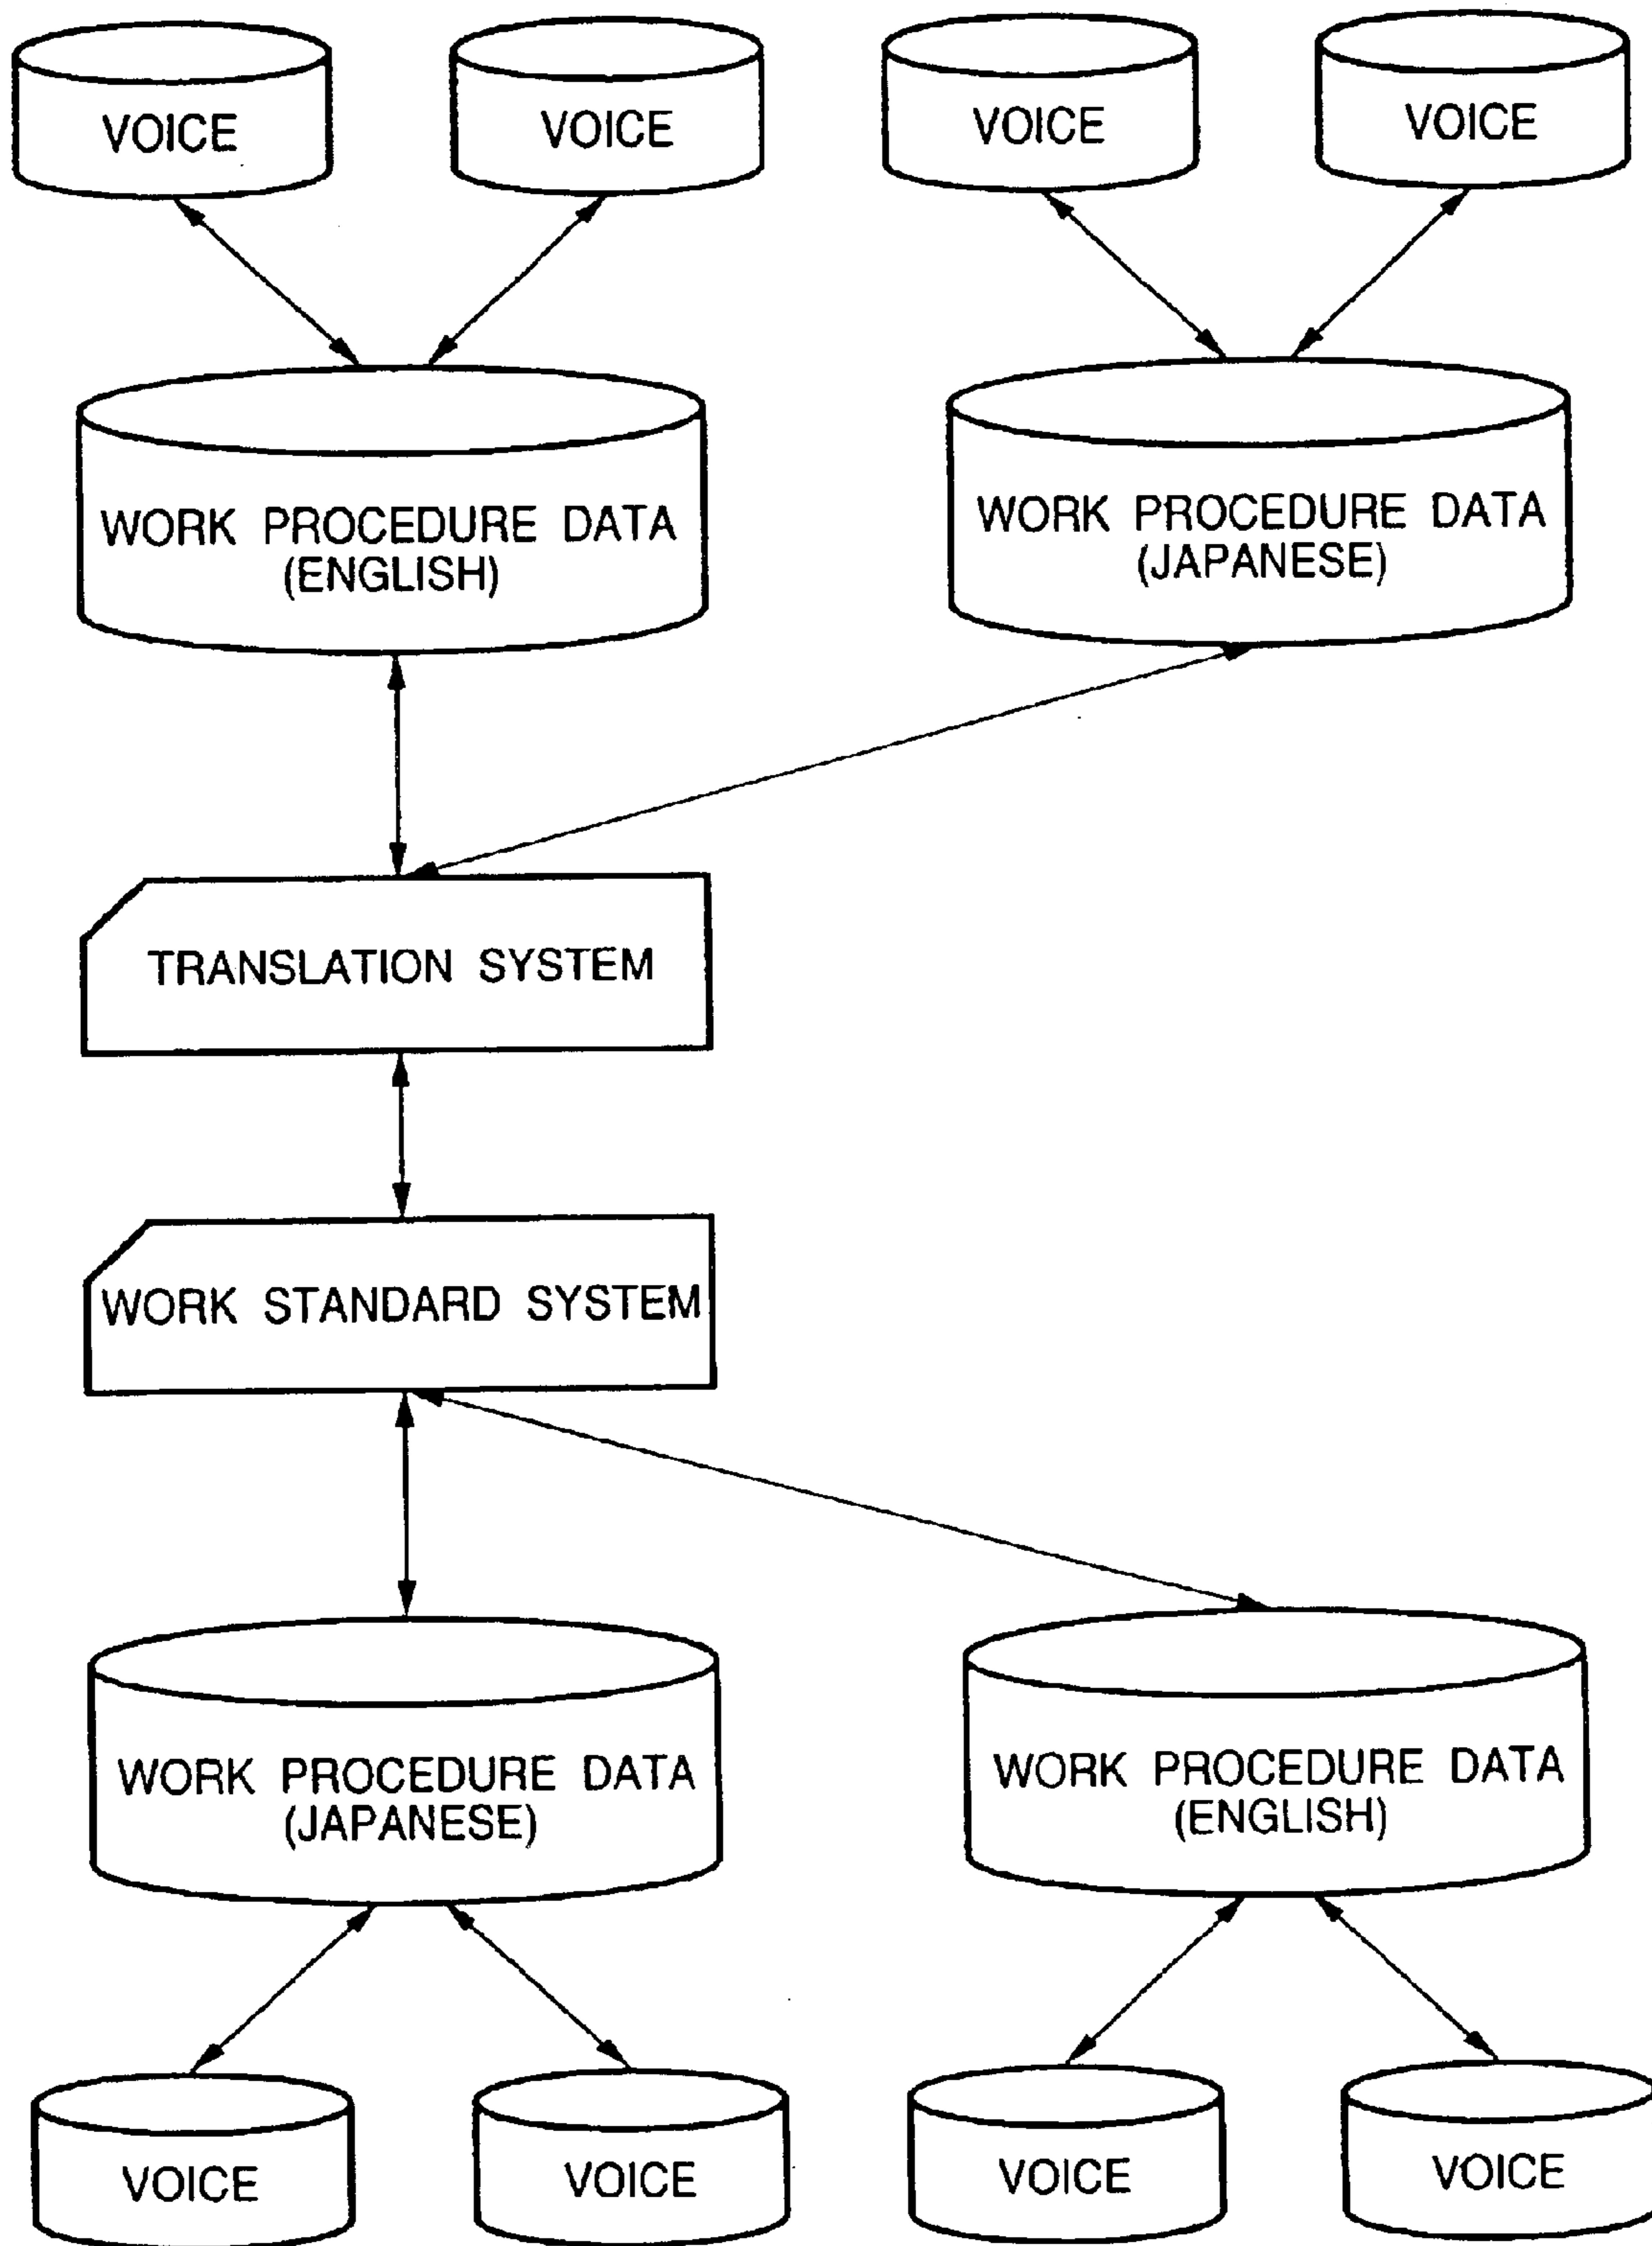 VOICE
VOICE
VOICE
VOICE
WORK PROCEDURE DATA
(ENGLISH)
WORK PROCEDURE DATA
(JAPANESE)
TRANSLATION SYSTEM
WORK STANDARD SYSTEM
WORK PROCEDURE DATA
(JAPANESE)
WORK PROCEDURE DATA
(ENGLISH)
VOICE
VOICE
VOICE
VOICE